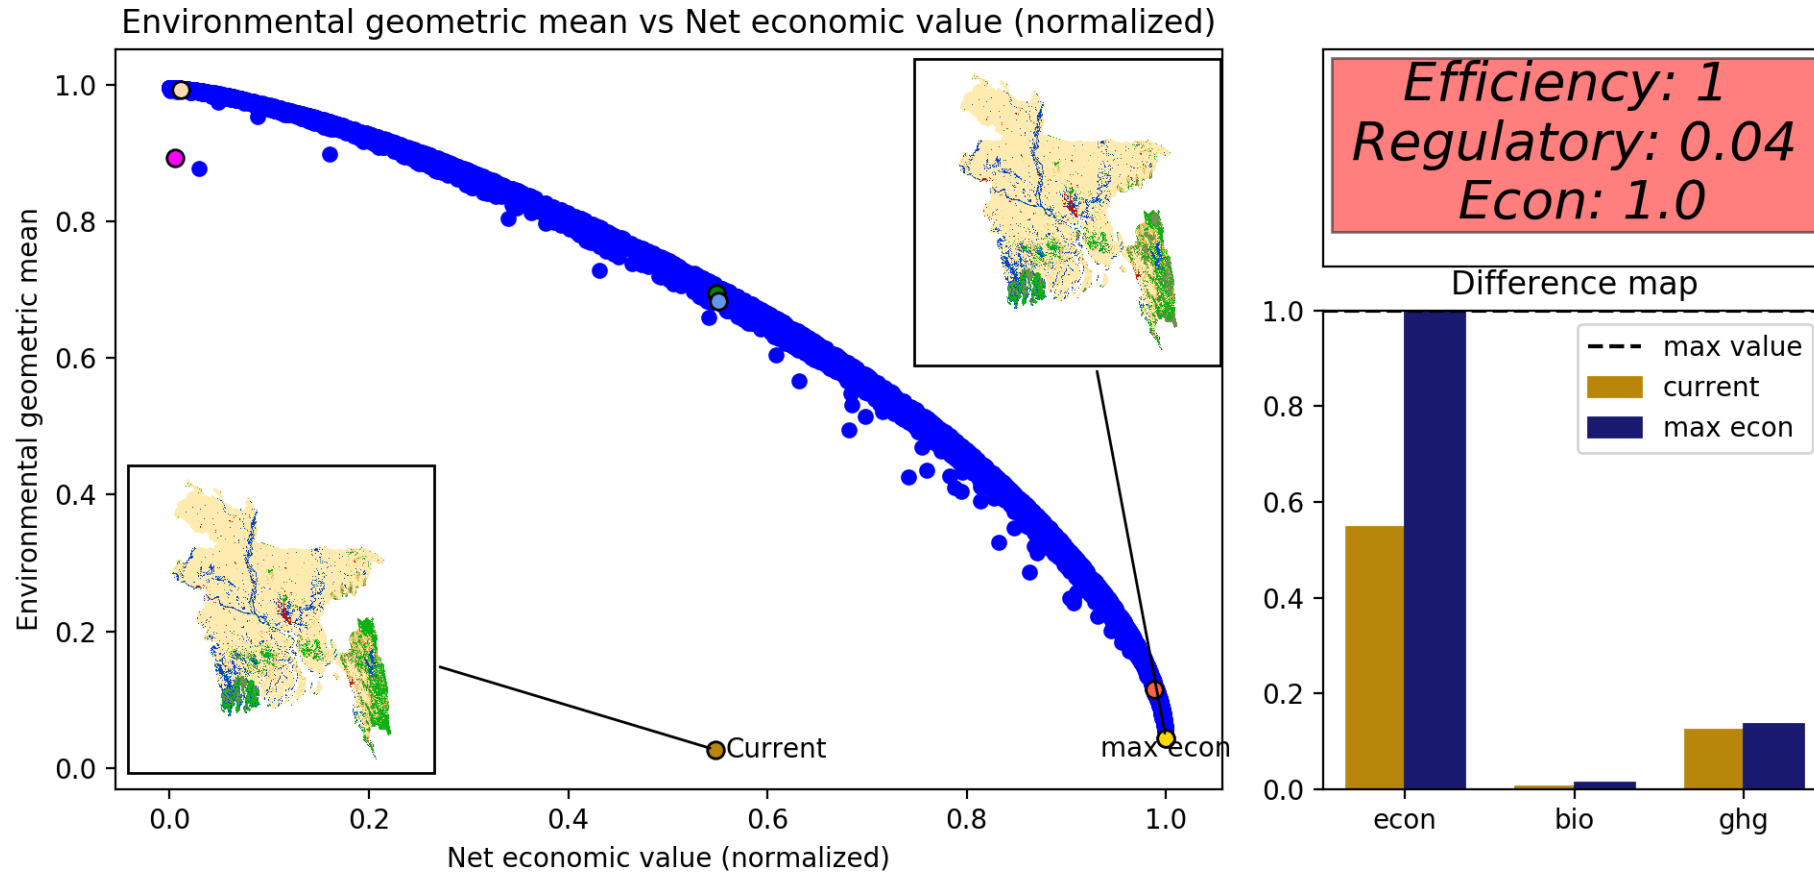 Environmental geometric mean vs Net economic value (normalized)
Environmental geometric mean
1.0
0.8
0.6
0.4
0.2
0.0
Current
max econ
0.0 0.2 0.4 0.6 0.8 1.0
Net economic value (normalized)
Efficiency: 1
Regulatory: 0.04
Econ: 1.0
Difference map
1.0
0.8
0.6
0.4
0.2
0.0
max value
current
max econ
econ bio ghg